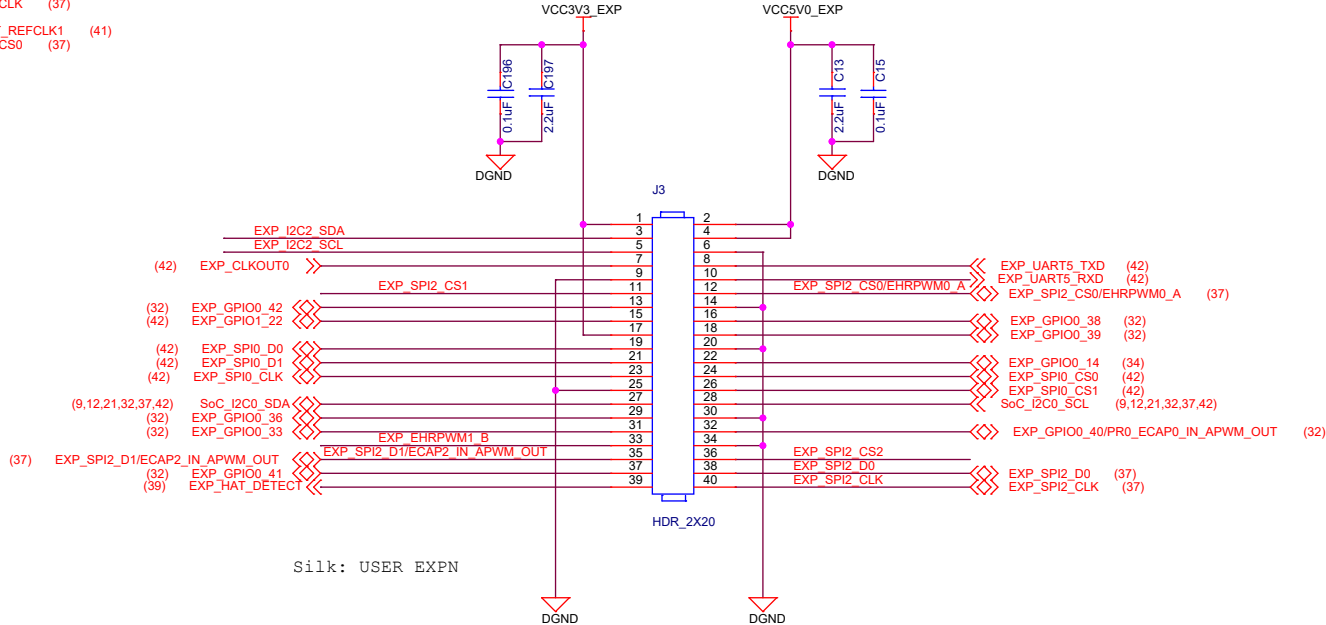 CLK (37)
VCC3V3_EXP VCC5V0_EXP
_REFCLK1 (41)
CS0 (37)
C196 C197 C13 C15
0.1uF 2.2uF 2.2uF 0.1uF
DGND DGND
J3
1 2
EXP_I2C2_SDA 3 4
EXP_I2C2_SCL 5 6
(42) EXP_CLKOUT0 7 8 EXP_UART5_TXD (42)
9 10 EXP_UART5_RXD (42)
EXP_SPI2_CS1 11 12 EXP_SPI2_CS0/EHRPWM0_A EXP_SPI2_CS0/EHRPWM0_A (37)
(32) EXP_GPIO0_42 13 14
(42) EXP_GPIO1_22 15 16 EXP_GPIO0_38 (32)
17 18 EXP_GPIO0_39 (32)
(42) EXP_SPI0_D0 19 20
(42) EXP_SPI0_D1 21 22 EXP_GPIO0_14 (34)
(42) EXP_SPI0_CLK 23 24 EXP_SPI0_CS0 (42)
25 26 EXP_SPI0_CS1 (42)
(9,12,21,32,37,42) SoC_I2C0_SDA 27 28 SoC_I2C0_SCL (9,12,21,32,37,42)
(32) EXP_GPIO0_36 29 30
(32) EXP_GPIO0_33 31 32 EXP_GPIO0_40/PR0_ECAP0_IN_APWM_OUT (32)
EXP_EHRPWM1_B 33 34
(37) EXP_SPI2_D1/ECAP2_IN_APWM_OUT EXP_SPI2_D1/ECAP2_IN_APWM_OUT 35 36 EXP_SPI2_CS2
(32) EXP_GPIO0_41 37 38 EXP_SPI2_D0 EXP_SPI2_D0 (37)
(39) EXP_HAT_DETECT 39 40 EXP_SPI2_CLK EXP_SPI2_CLK (37)
HDR_2X20
Silk: USER EXPN
DGND DGND